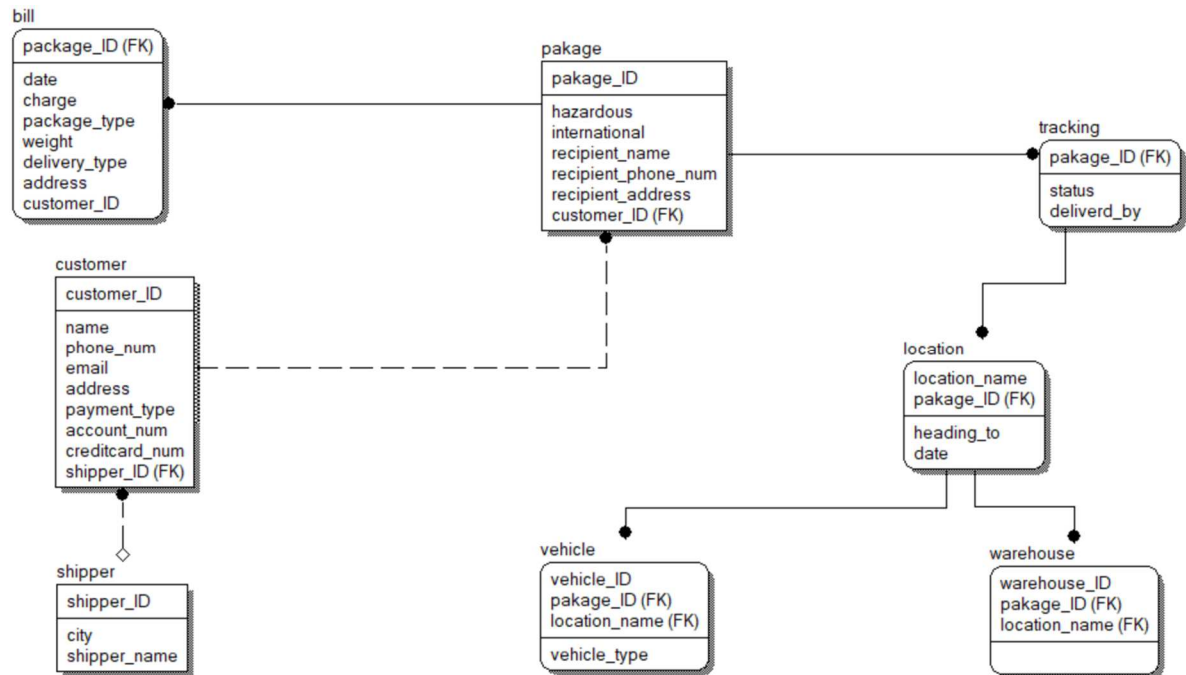 bill
package_ID (FK)
date
charge
package_type
weight
delivery_type
address
customer_ID
pakage
pakage_ID
hazardous
international
recipient_name
recipient_phone_num
recipient_address
customer_ID (FK)
tracking
pakage_ID (FK)
status
deliverd_by
customer
customer_ID
name
phone_num
email
address
payment_type
account_num
creditcard_num
shipper_ID (FK)
location
location_name
pakage_ID (FK)
heading_to
date
shipper
shipper_ID
city
shipper_name
vehicle
vehicle_ID
pakage_ID (FK)
location_name (FK)
vehicle_type
warehouse
warehouse_ID
pakage_ID (FK)
location_name (FK)